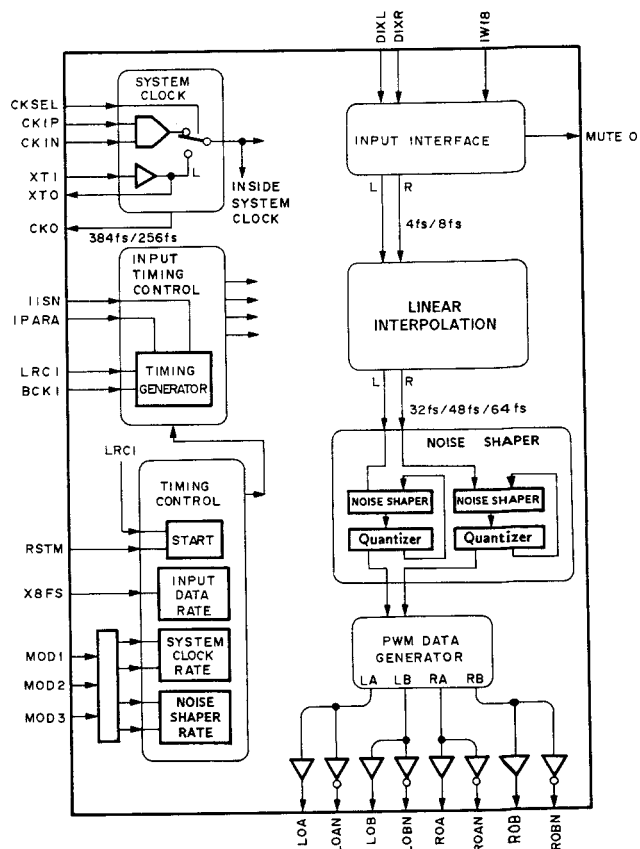 DIXL
DIXR
IW18
SYSTEM
CLOCK
CKSEL
CKIP
CKIN
XTI
XTO
CKO
L
INSIDE
SYSTEM
CLOCK
384fs/256fs
INPUT INTERFACE
MUTE O
L
R
4fs/8fs
INPUT
TIMING
CONTROL
IISN
IPARA
LRCI
BCKI
TIMING
GENERATOR
LINEAR
INTERPOLATION
L
R
32fs/48fs/64fs
NOISE SHAPER
NOISE SHAPER
NOISE SHAPER
Quantizer
Quantizer
LRCI
TIMING
CONTROL
START
RSTM
X8FS
INPUT
DATA
RATE
MOD1
MOD2
MOD3
SYSTEM
CLOCK
RATE
NOISE
SHAPER
RATE
PWM DATA
GENERATOR
LA LB RA RB
LOA
LOAN
LOB
LOBN
ROA
ROAN
ROB
ROBN